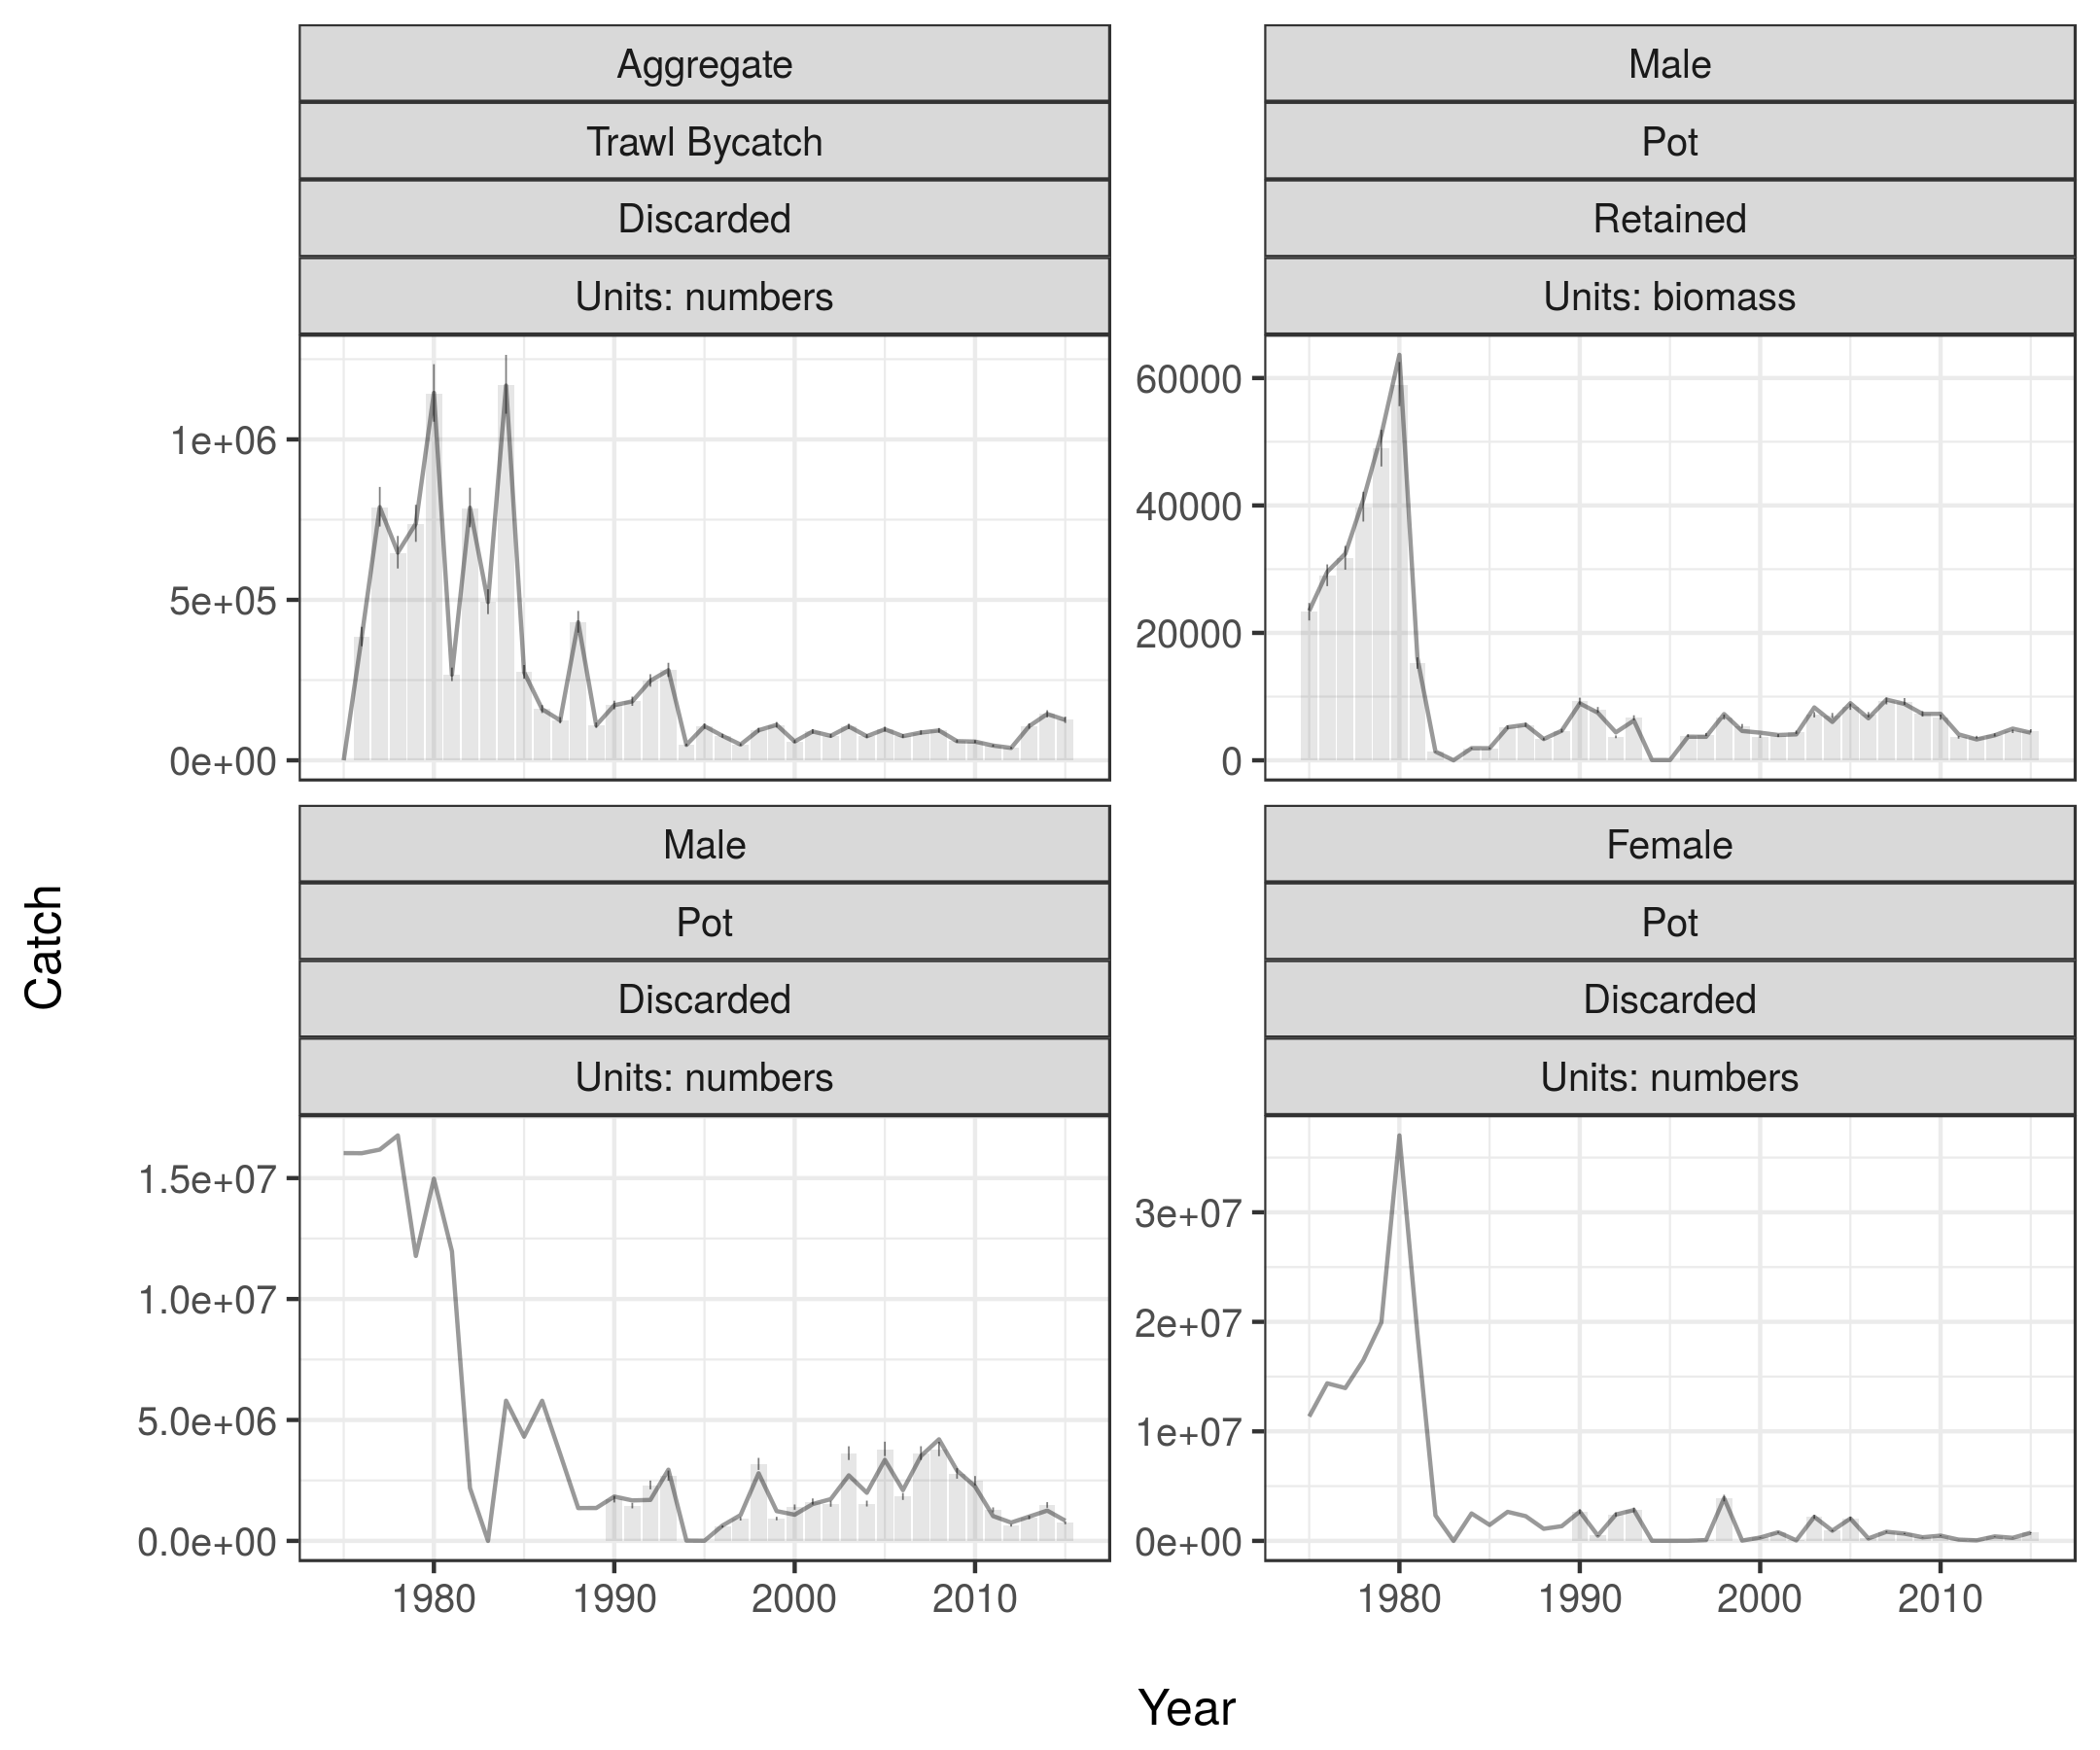 Aggregate
Trawl Bycatch
Discarded
Units: numbers
1e+06
5e+05
0e+00
Male
Pot
Retained
Units: biomass
60000
40000
20000
0
Catch
Male
Pot
Discarded
Units: numbers
1.5e+07
1.0e+07
5.0e+06
0.0e+00
1980 1990 2000 2010
Female
Pot
Discarded
Units: numbers
3e+07
2e+07
1e+07
0e+00
1980 1990 2000 2010
Year